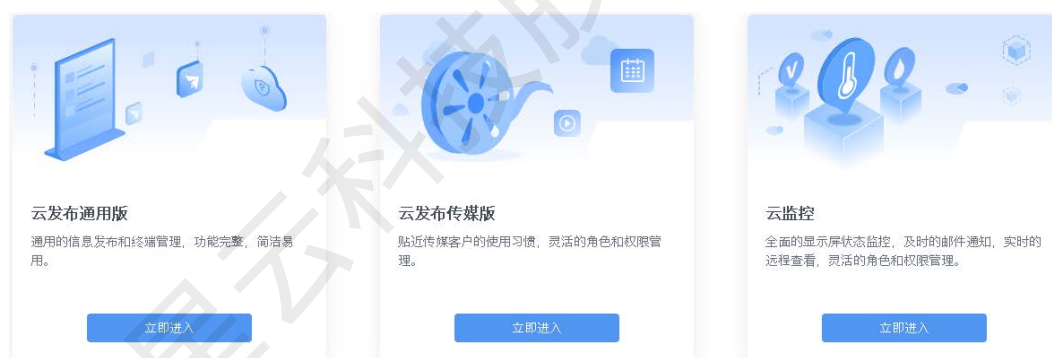 云发布通用版
通用的信息发布和终端管理，功能完整，简洁易
用。
立即进入
云发布传媒版
贴近传媒客户的使用习惯，灵活的角色和权限管
理。
立即进入
云监控
全面的显示屏状态监控，及时的邮件通知，实时的
远程查看，灵活的角色和权限管理。
立即进入
星云科技股